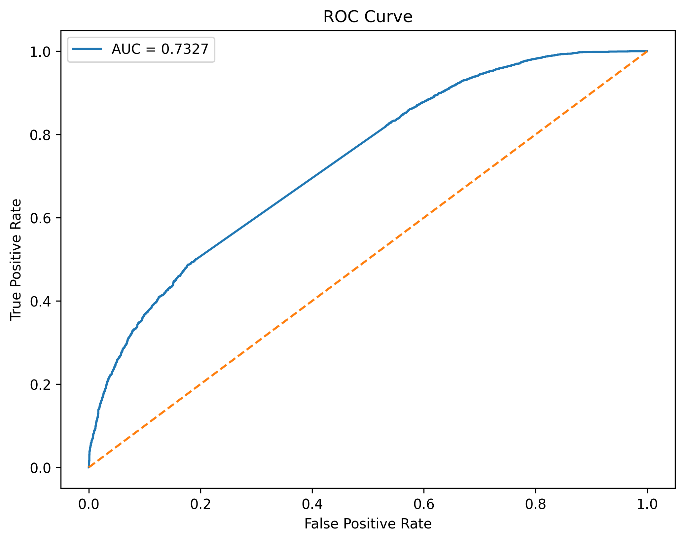 ROC Curve
AUC = 0.7327
True Positive Rate
1.0
0.8
0.6
0.4
0.2
0.0
0.0 0.2 0.4 0.6 0.8 1.0
False Positive Rate